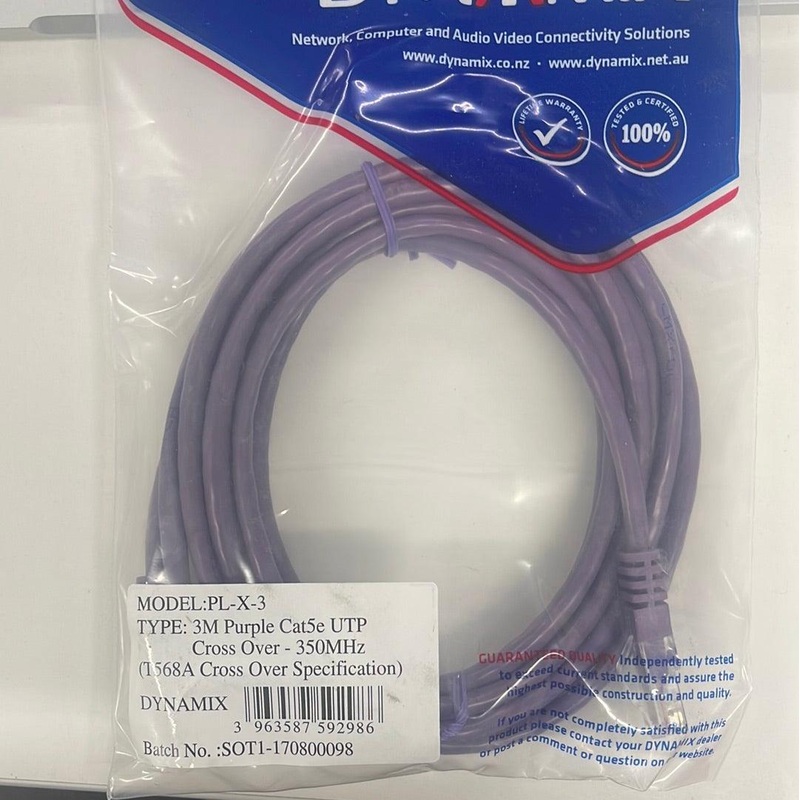 DYNAMIX
Network, Computer and Audio Video Connectivity Solutions
www.dynamix.co.nz · www.dynamix.net.au
LIFETIME WARRANTY
TESTED & CERTIFIED
100%
MODEL:PL-X-3
TYPE: 3M Purple Cat5e UTP
Cross Over - 350MHz
(T568A Cross Over Specification)
DYNAMIX
3 963587 592986
Batch No. :SOT1-170800098
GUARANTEED QUALITY Independently tested
to exceed current standards and assure the
highest possible construction and quality.
If you are not completely satisfied with this
product please contact your DYNAMIX dealer
or post a comment or question on website.